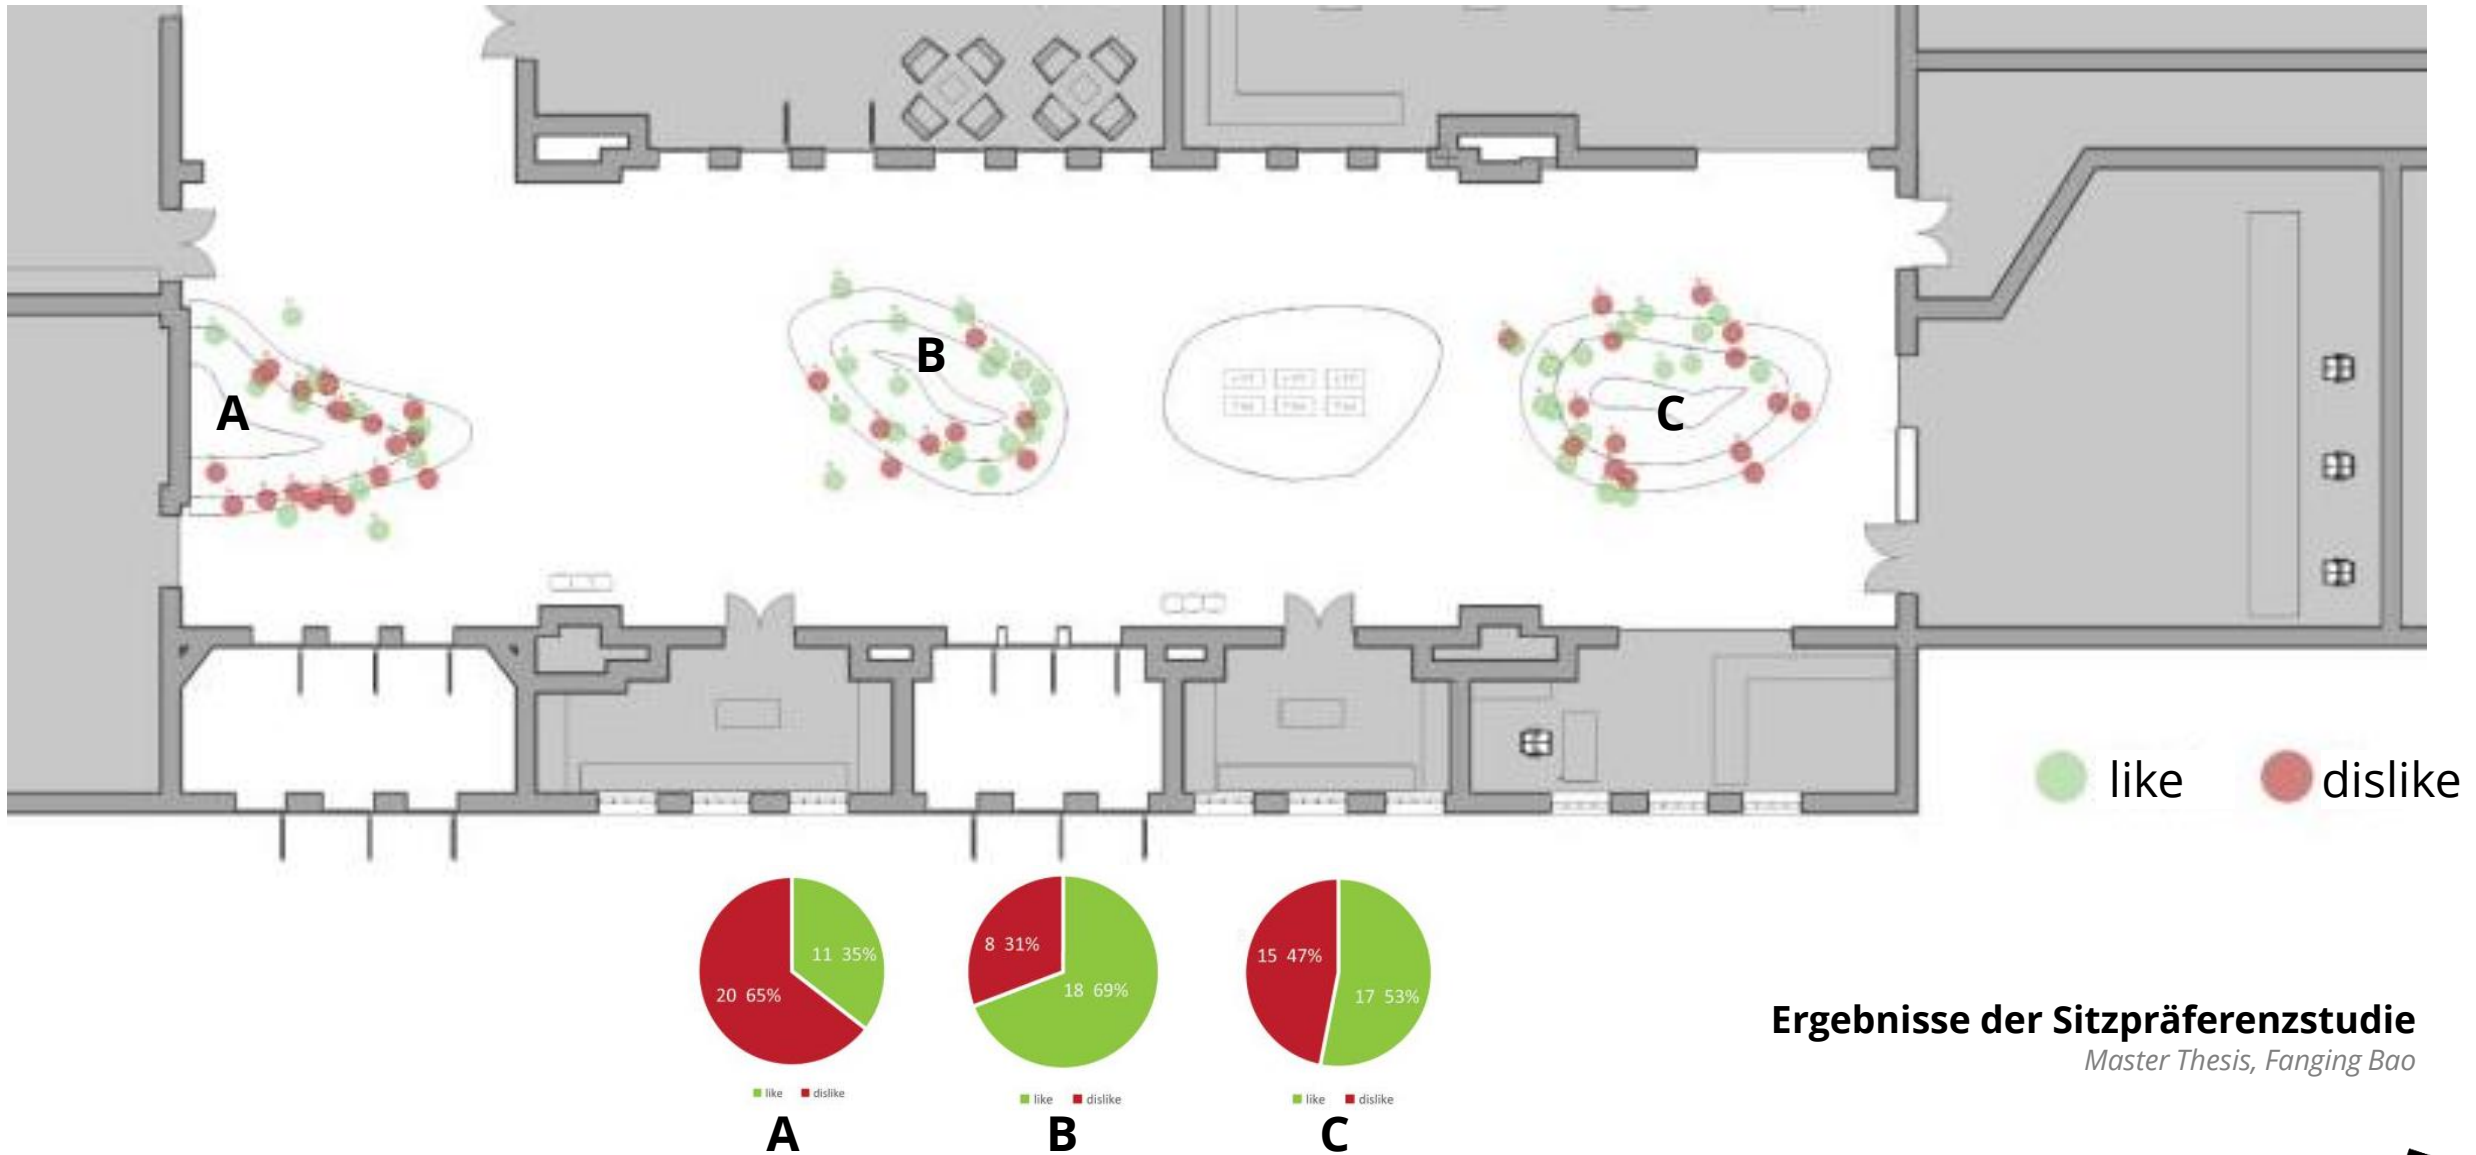 A
B
C
like
dislike
11 35%
20 65%
8 31%
18 69%
15 47%
17 53%
like dislike
like dislike
like dislike
A
B
C
Ergebnisse der Sitzpräferenzstudie
Master Thesis, Fanging Bao